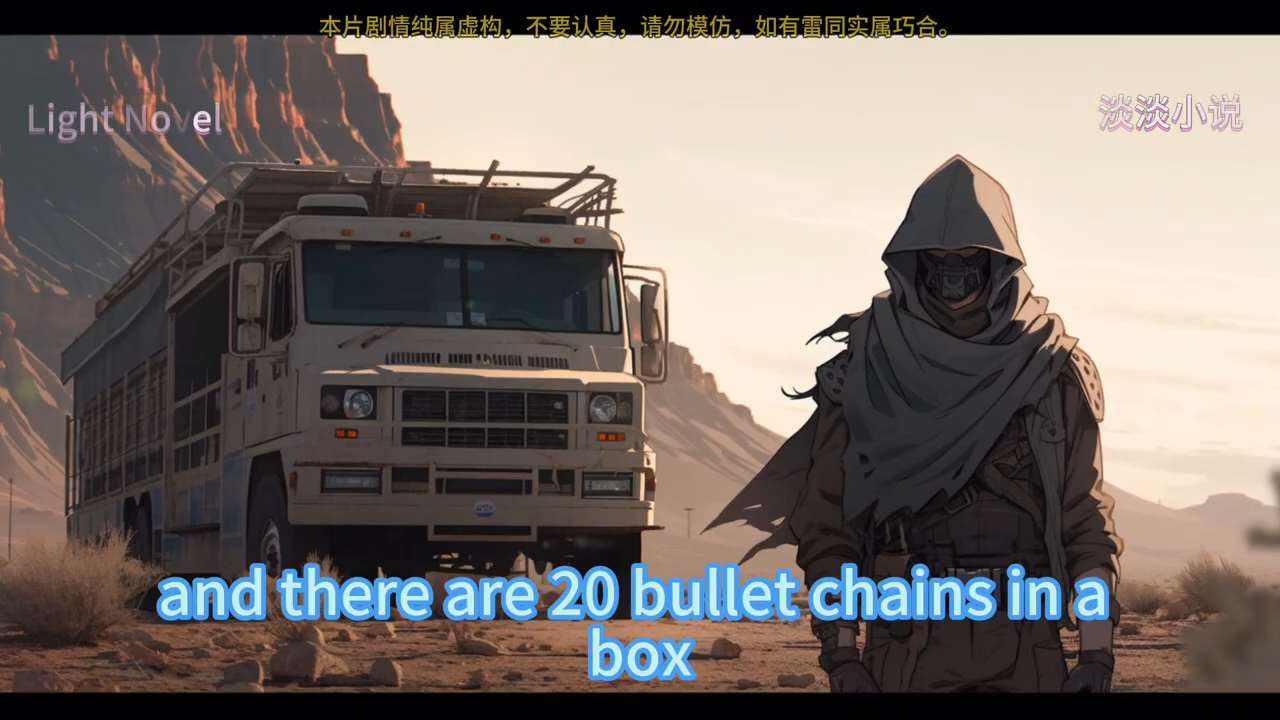 本片剧情纯属虚构，不要认真，请勿模仿，如有雷同实属巧合。
Light Novel
淡淡小说
and there are 20 bullet chains in a
box